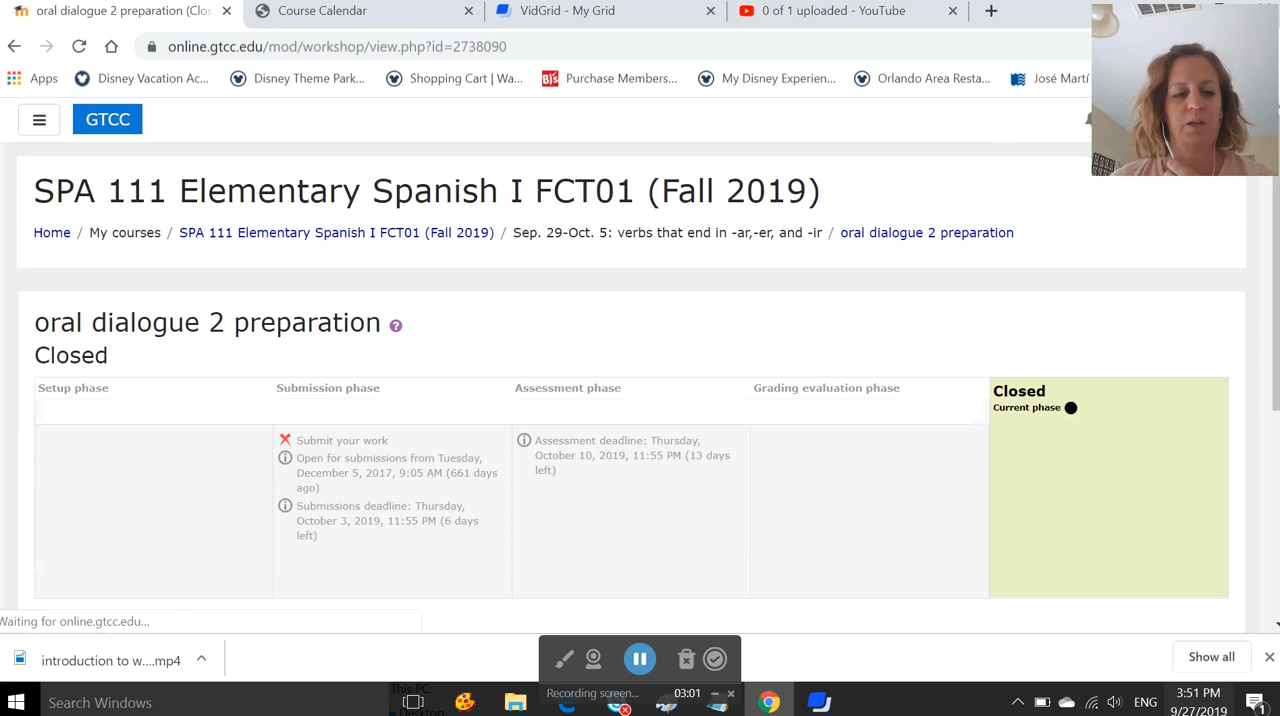 oral dialogue 2 preparation (Clos
Course Calendar
VidGrid - My Grid
0 of 1 uploaded - YouTube
online.gtcc.edu/mod/workshop/view.php?id=2738090
Apps
Disney Vacation Ac...
Disney Theme Park...
Shopping Cart | Wa...
BJ's
Purchase Members...
My Disney Experien...
Orlando Area Resta...
José Martí
GTCC
SPA 111 Elementary Spanish I FCT01 (Fall 2019)
Home / My courses / SPA 111 Elementary Spanish I FCT01 (Fall 2019) / Sep. 29-Oct. 5: verbs that end in -ar,-er, and -ir / oral dialogue 2 preparation
oral dialogue 2 preparation
Closed
Setup phase
Submission phase
Submit your work
Open for submissions from Tuesday,
December 5, 2017, 9:05 AM (661 days
ago)
Submissions deadline: Thursday,
October 3, 2019, 11:55 PM (6 days
left)
Assessment phase
Assessment deadline: Thursday,
October 10, 2019, 11:55 PM (13 days
left)
Grading evaluation phase
Closed
Current phase
Waiting for online.gtcc.edu...
introduction to w....mp4
Show all
Recording screen...
03:01
Search Windows
This PC
Desktop
ENG
3:51 PM
9/27/2019
1